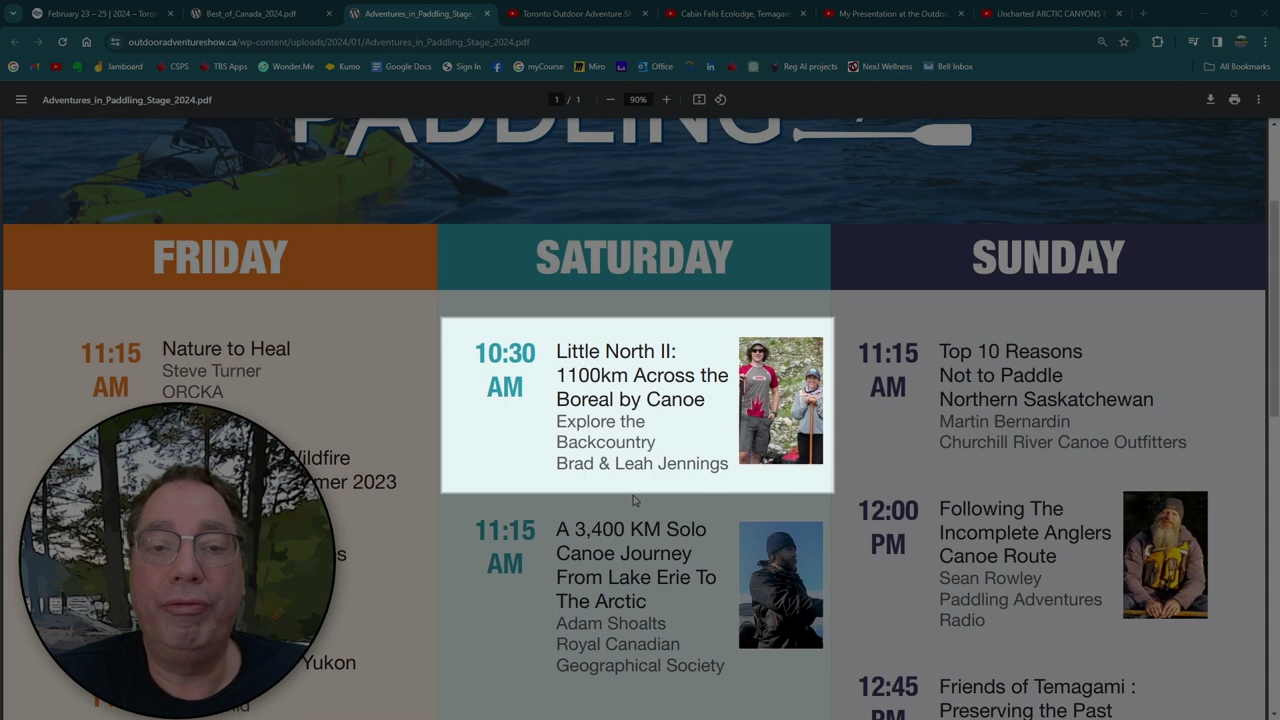 February 23 – 25 | 2024 – Toron
Best_of_Canada_2024.pdf
Adventures_in_Paddling_Stage_
Toronto Outdoor Adventure Sh
Cabin Falls Ecolodge, Temagam
My Presentation at the Outdoo
Uncharted ARCTIC CANYONS
outdooradventureshow.ca/wp-content/uploads/2024/01/Adventures_in_Paddling_Stage_2024.pdf
Jamboard
CSPS
TBS Apps
Wonder.Me
Kumo
Google Docs
Sign In
myCourse
Miro
Office
Reg AI projects
NexJ Wellness
Bell Inbox
All Bookmarks
Adventures_in_Paddling_Stage_2024.pdf
1 / 1
90%
PADDLING
FRIDAY
11:15 AM
Nature to Heal
Steve Turner
ORCKA
Wildfire
mer 2023
Yukon
SATURDAY
10:30 AM
Little North II:
1100km Across the
Boreal by Canoe
Explore the
Backcountry
Brad & Leah Jennings
11:15 AM
A 3,400 KM Solo
Canoe Journey
From Lake Erie To
The Arctic
Adam Shoalts
Royal Canadian
Geographical Society
SUNDAY
11:15 AM
Top 10 Reasons
Not to Paddle
Northern Saskatchewan
Martin Bernardin
Churchill River Canoe Outfitters
12:00 PM
Following The
Incomplete Anglers
Canoe Route
Sean Rowley
Paddling Adventures
Radio
12:45 PM
Friends of Temagami :
Preserving the Past